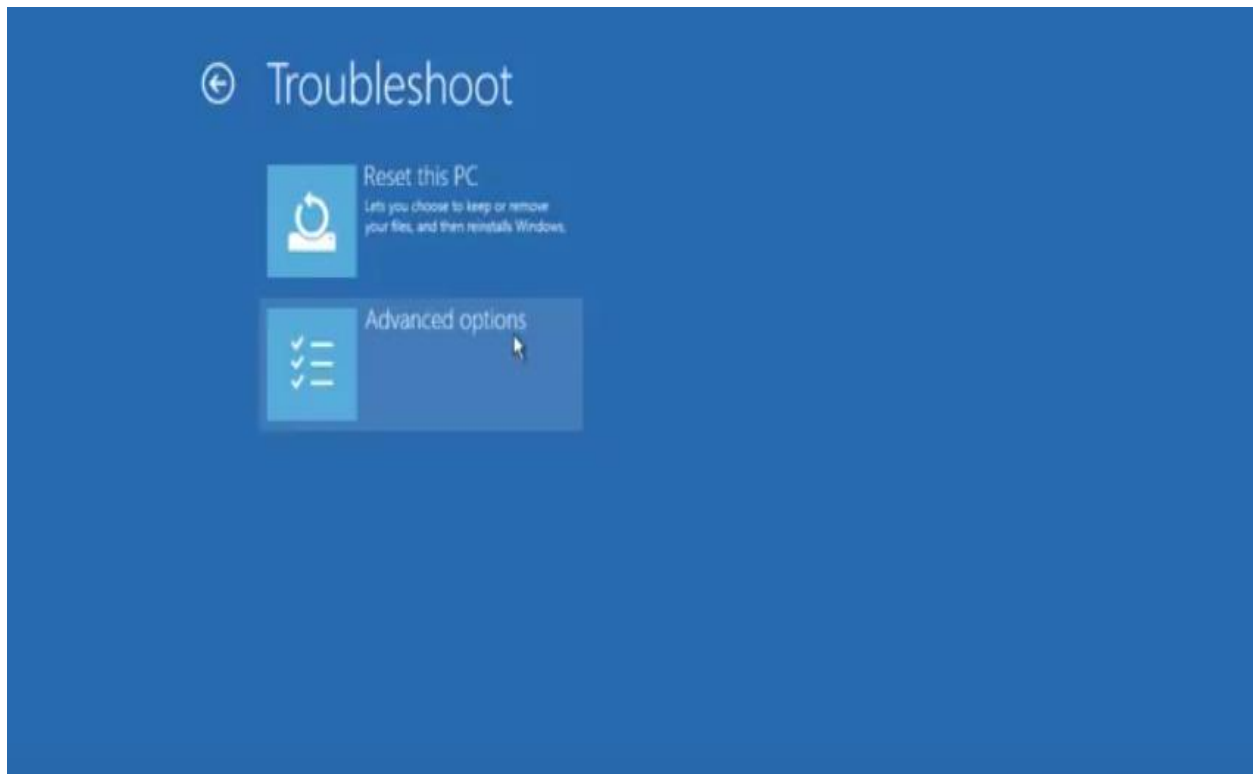 Troubleshoot
Reset this PC
Lets you choose to keep or remove
your files, and then reinstalls Windows.
Advanced options